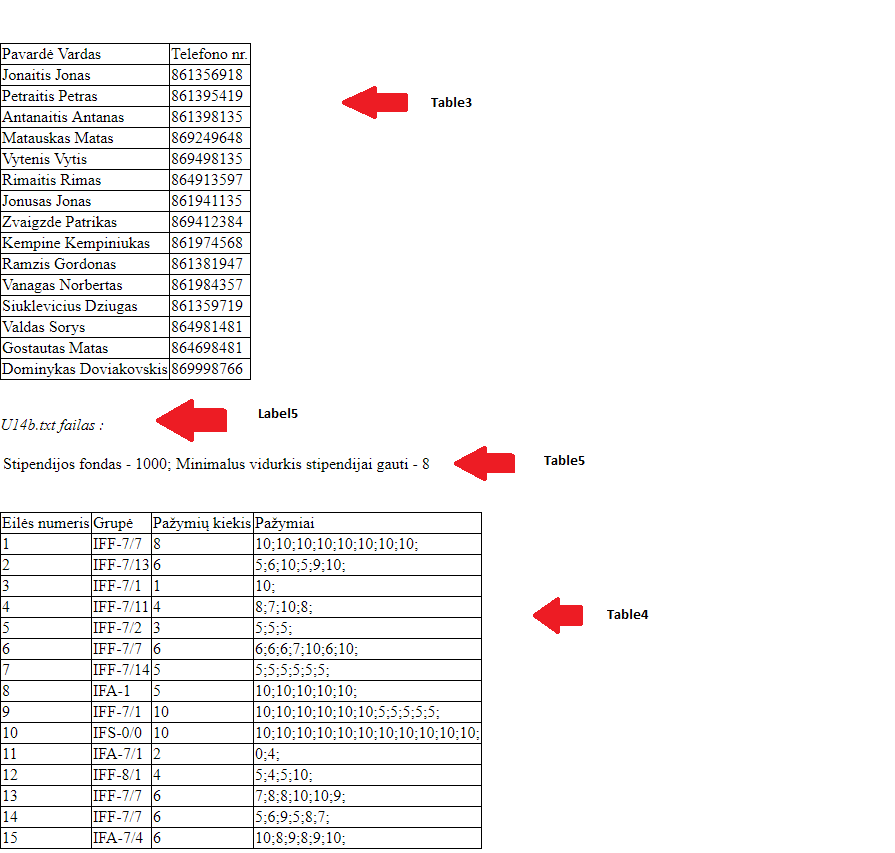 Pavardė Vardas Telefono nr.
Jonaitis Jonas 861356918
Petraitis Petras 861395419
Table3
Antanaitis Antanas 861398135
Matauskas Matas 869249648
Vytenis Vytis 869498135
Rimaitis Rimas 864913597
Jonusas Jonas 861941135
Zvaigzde Patrikas 869412384
Kempine Kempiniukas 861974568
Ramzis Gordonas 861381947
Vanagas Norbertas 861984357
Siuklevicius Dziugas 861359719
Valdas Sorys 864981481
Gostautas Matas 864698481
Dominykas Doviakovskis 869998766
Label5
U14b.txt failas :
Stipendijos fondas - 1000; Minimalus vidurkis stipendijai gauti - 8
Table5
Eilės numeris Grupė Pažymių kiekis Pažymiai
1 IFF-7/7 8 10;10;10;10;10;10;10;10;
2 IFF-7/13 6 5;6;10;5;9;10;
3 IFF-7/1 1 10;
4 IFF-7/11 4 8;7;10;8;
Table4
5 IFF-7/2 3 5;5;5;
6 IFF-7/7 6 6;6;6;7;10;6;10;
7 IFF-7/14 5 5;5;5;5;5;5;
8 IFA-1 5 10;10;10;10;10;
9 IFF-7/1 10 10;10;10;10;10;10;5;5;5;5;5;
10 IFS-0/0 10 10;10;10;10;10;10;10;10;10;10;10;
11 IFA-7/1 2 0;4;
12 IFF-8/1 4 5;4;5;10;
13 IFF-7/7 6 7;8;8;10;10;9;
14 IFF-7/7 6 5;6;9;5;8;7;
15 IFA-7/4 6 10;8;9;8;9;10;